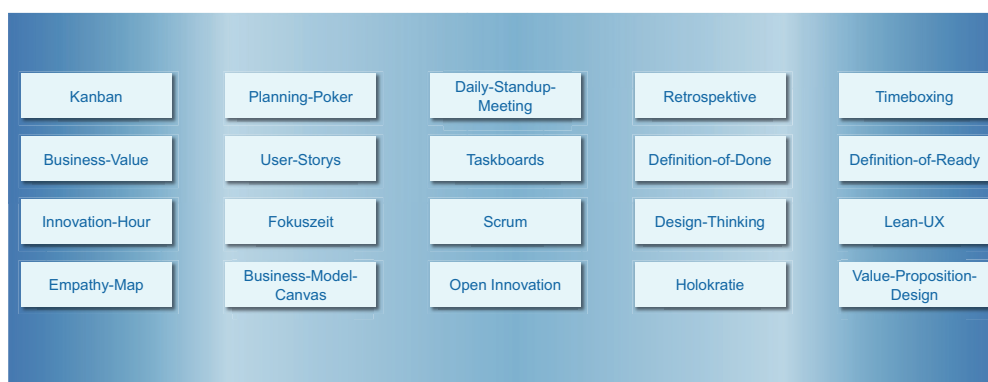 Kanban
Planning-Poker
Daily-Standup-
Meeting
Retrospektive
Timeboxing
Business-Value
User-Storys
Taskboards
Definition-of-Done
Definition-of-Ready
Innovation-Hour
Fokuszeit
Scrum
Design-Thinking
Lean-UX
Empathy-Map
Business-Model-
Canvas
Open Innovation
Holokratie
Value-Proposition-
Design